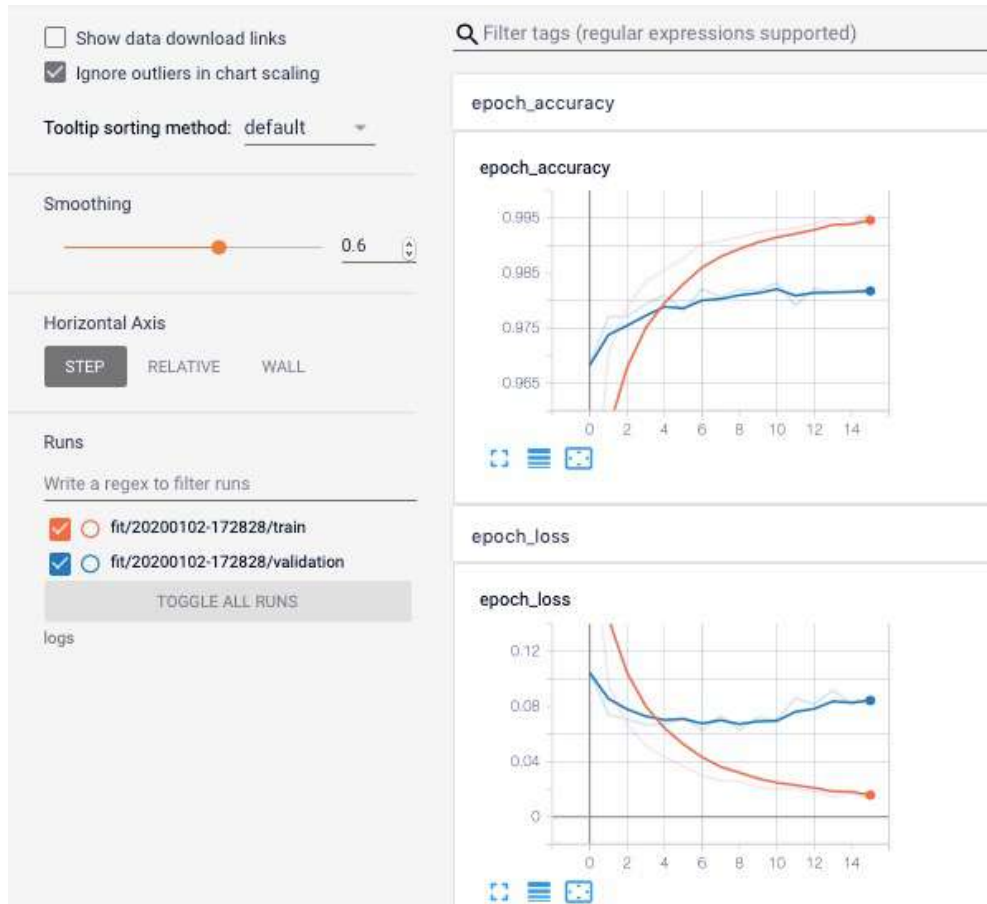 Show data download links
Ignore outliers in chart scaling
Tooltip sorting method: default
Smoothing
0.6
Horizontal Axis
STEP RELATIVE WALL
Runs
Write a regex to filter runs
fit/20200102-172828/train
fit/20200102-172828/validation
TOGGLE ALL RUNS
logs
Filter tags (regular expressions supported)
epoch_accuracy
epoch_accuracy
0.995
0.985
0.975
0.965
0 2 4 6 8 10 12 14
epoch_loss
epoch_loss
0.12
0.08
0.04
0
0 2 4 6 8 10 12 14